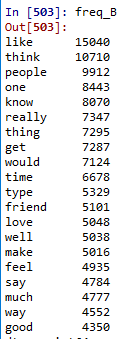 In [503]: freq_B
Out[503]:
like 15040
think 10710
people 9912
one 8443
know 8070
really 7347
thing 7295
get 7287
would 7124
time 6678
type 5329
friend 5101
love 5048
well 5038
make 5016
feel 4935
say 4784
much 4777
way 4552
good 4350